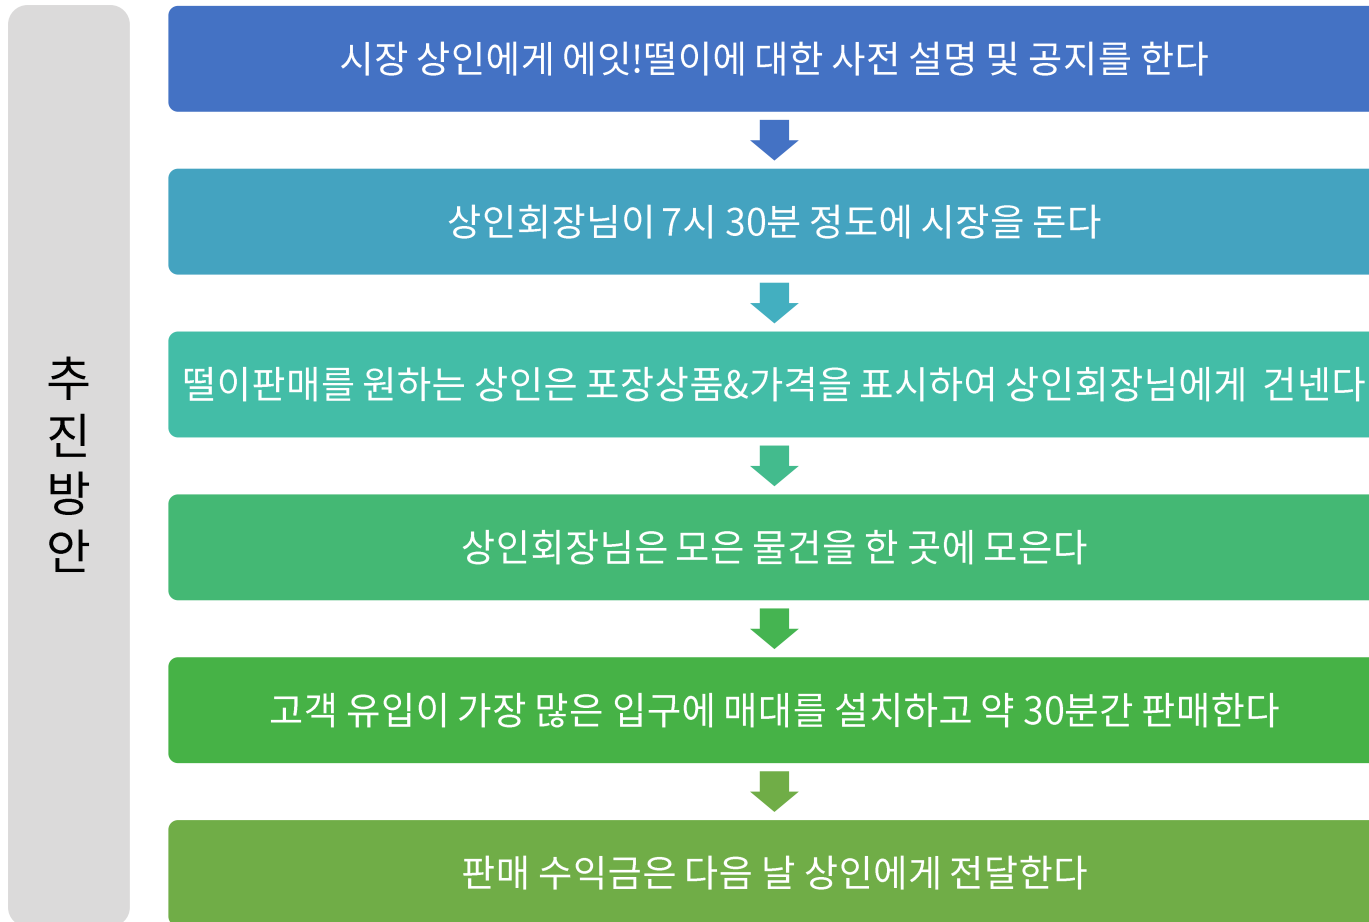 추
진
방
안
시장 상인에게 에잇!떨이에 대한 사전 설명 및 공지를 한다
상인회장님이 7시 30분 정도에 시장을 돈다
떨이판매를 원하는 상인은 포장상품&가격을 표시하여 상인회장님에게 건넨다
상인회장님은 모은 물건을 한 곳에 모은다
고객 유입이 가장 많은 입구에 매대를 설치하고 약 30분간 판매한다
판매 수익금은 다음 날 상인에게 전달한다